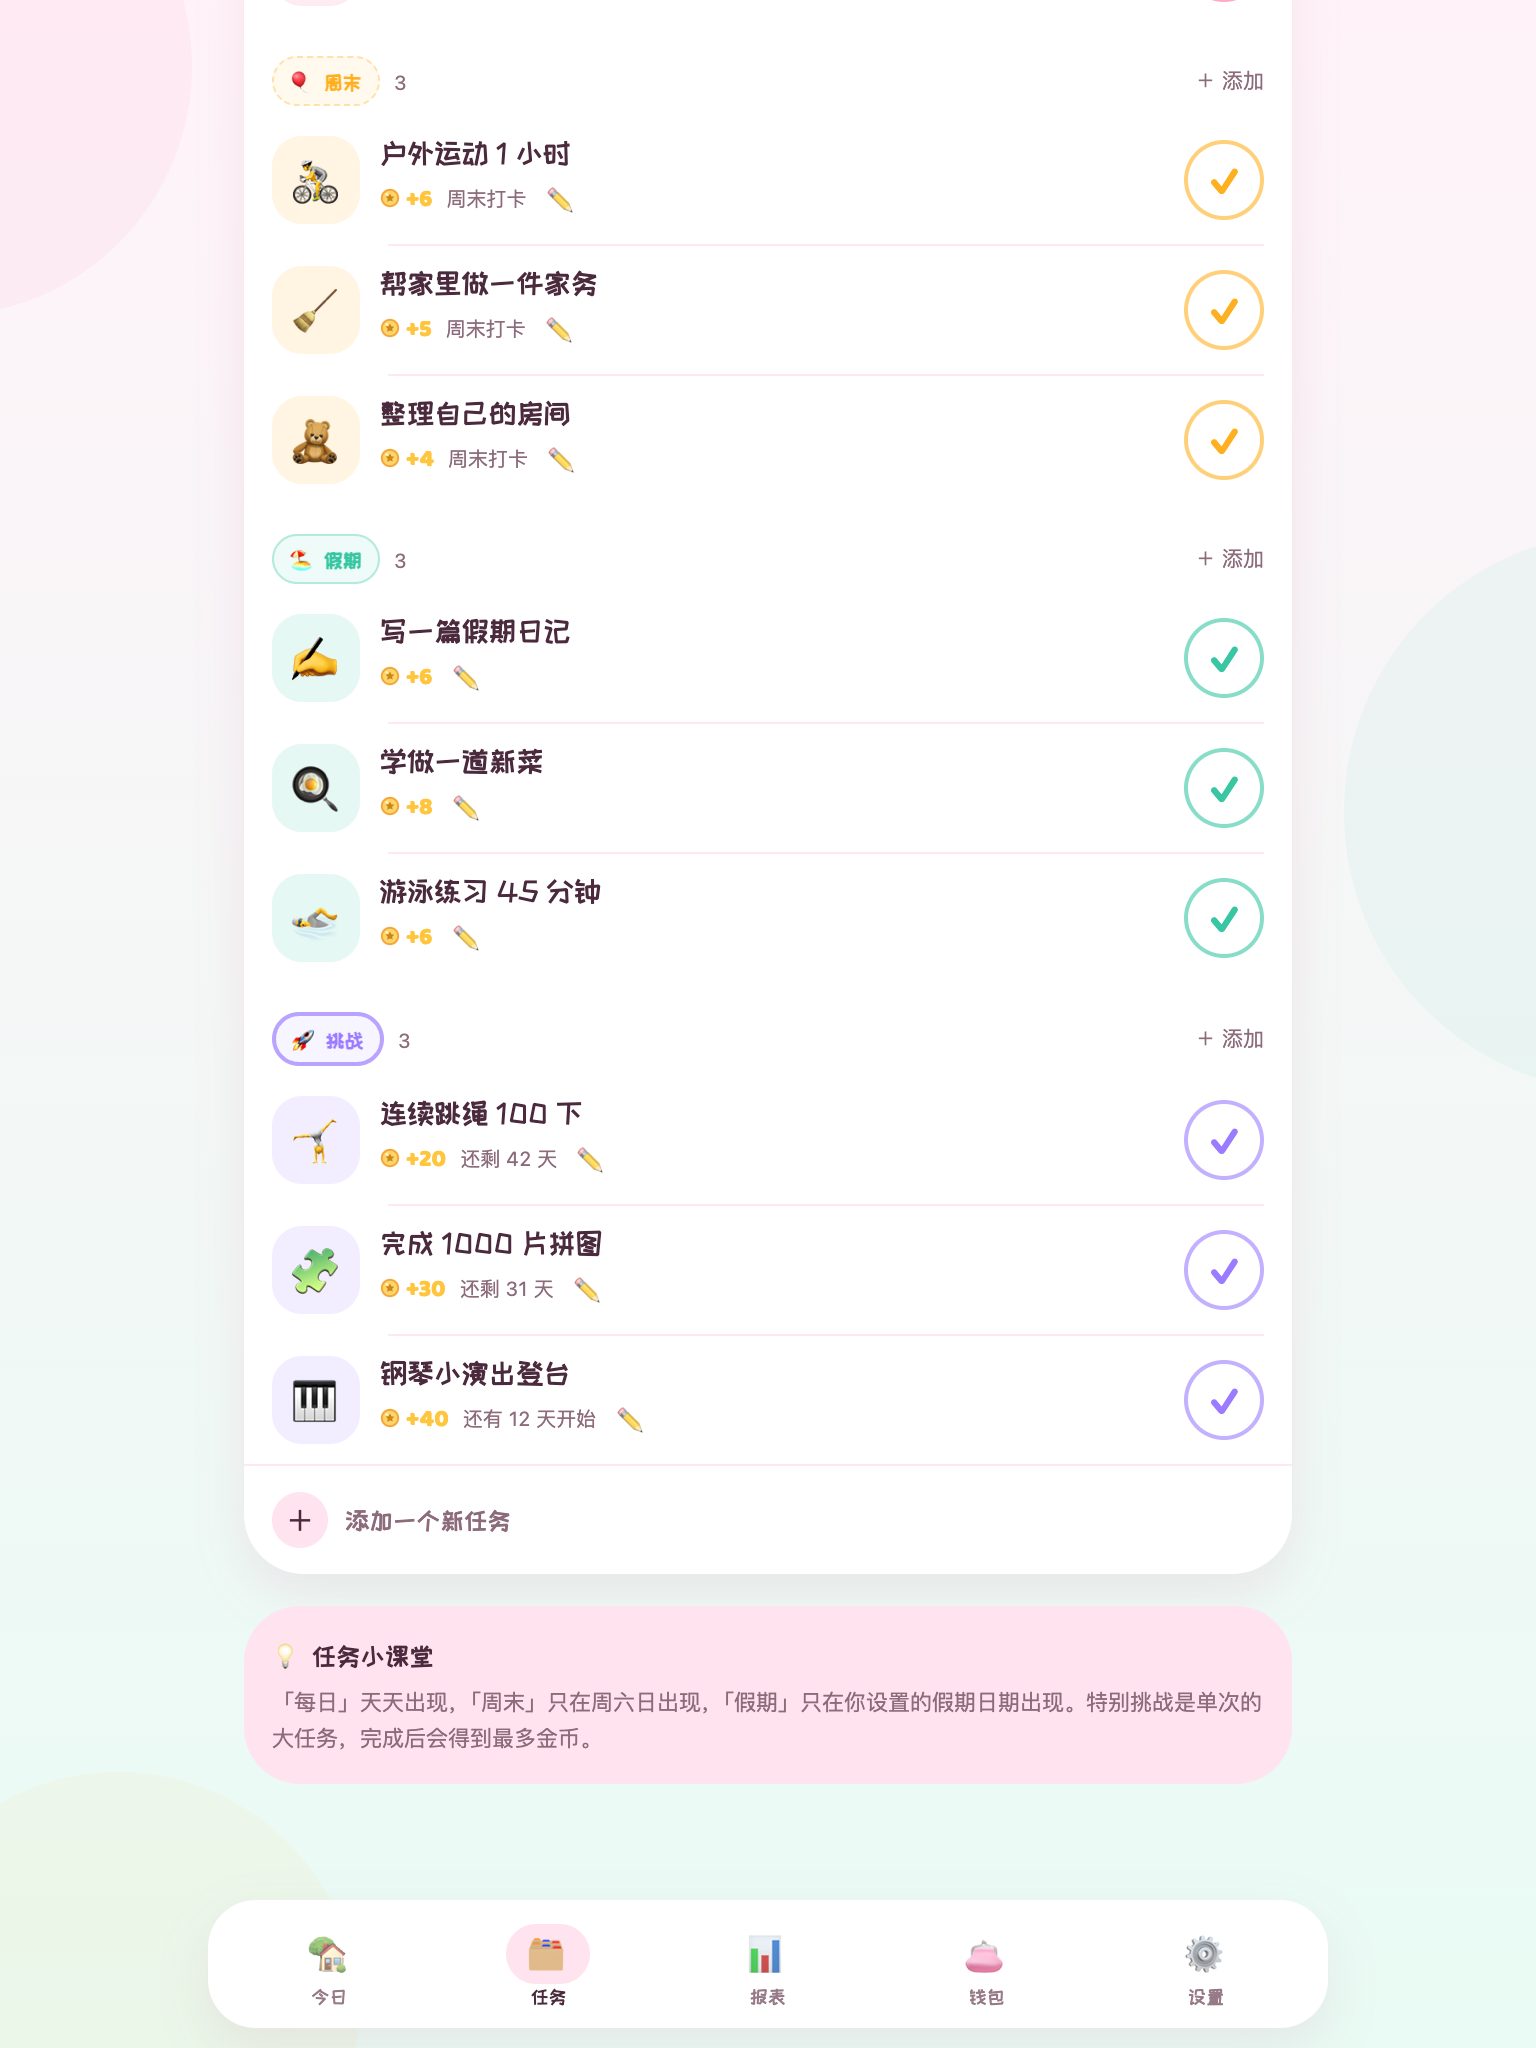 周末 3 + 添加
户外运动 1 小时
+6 周末打卡
帮家里做一件家务
+5 周末打卡
整理自己的房间
+4 周末打卡
假期 3 + 添加
写一篇假期日记
+6
学做一道新菜
+8
游泳练习 45 分钟
+6
挑战 3 + 添加
连续跳绳 100 下
+20 还剩 42 天
完成 1000 片拼图
+30 还剩 31 天
钢琴小演出登台
+40 还有 12 天开始
+ 添加一个新任务
任务小课堂
「每日」天天出现，「周末」只在周六日出现，「假期」只在你设置的假期日期出现。特别挑战是单次的
大任务，完成后会得到最多金币。
今日 任务 报表 钱包 设置